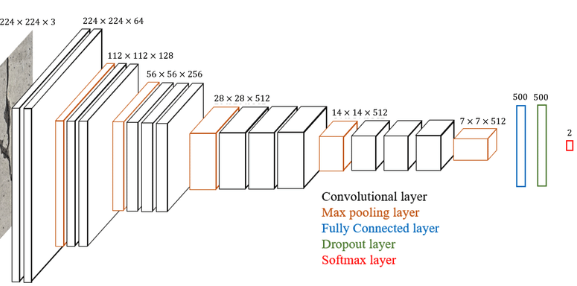 224 × 224 × 3
224 × 224 × 64
112 × 112 × 128
56 × 56 × 256
28 × 28 × 512
14 × 14 × 512
7 × 7 × 512
500
500
2
Convolutional layer
Max pooling layer
Fully Connected layer
Dropout layer
Softmax layer